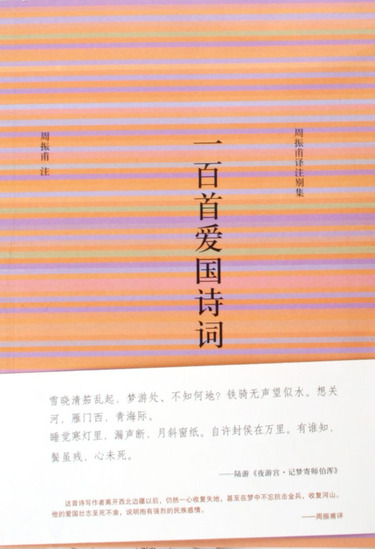 周振甫译注别集
一百首爱国诗词
周振甫 注
雪晓清笳乱起，梦游处、不知何地？铁骑无声望似水。想关
河，雁门西，青海际。
睡觉寒灯里，漏声断，月斜窗纸。自许封侯在万里。有谁知，
鬓虽残，心未死。
——陆游《夜游宫·记梦寄师伯浑》
这首词写作者离开西北边疆以后，仍然一心收复失地，甚至在梦中不忘抗击金兵，收复河山。
他的爱国壮志至死不渝，说明抱有强烈的民族感情。
——周振甫评